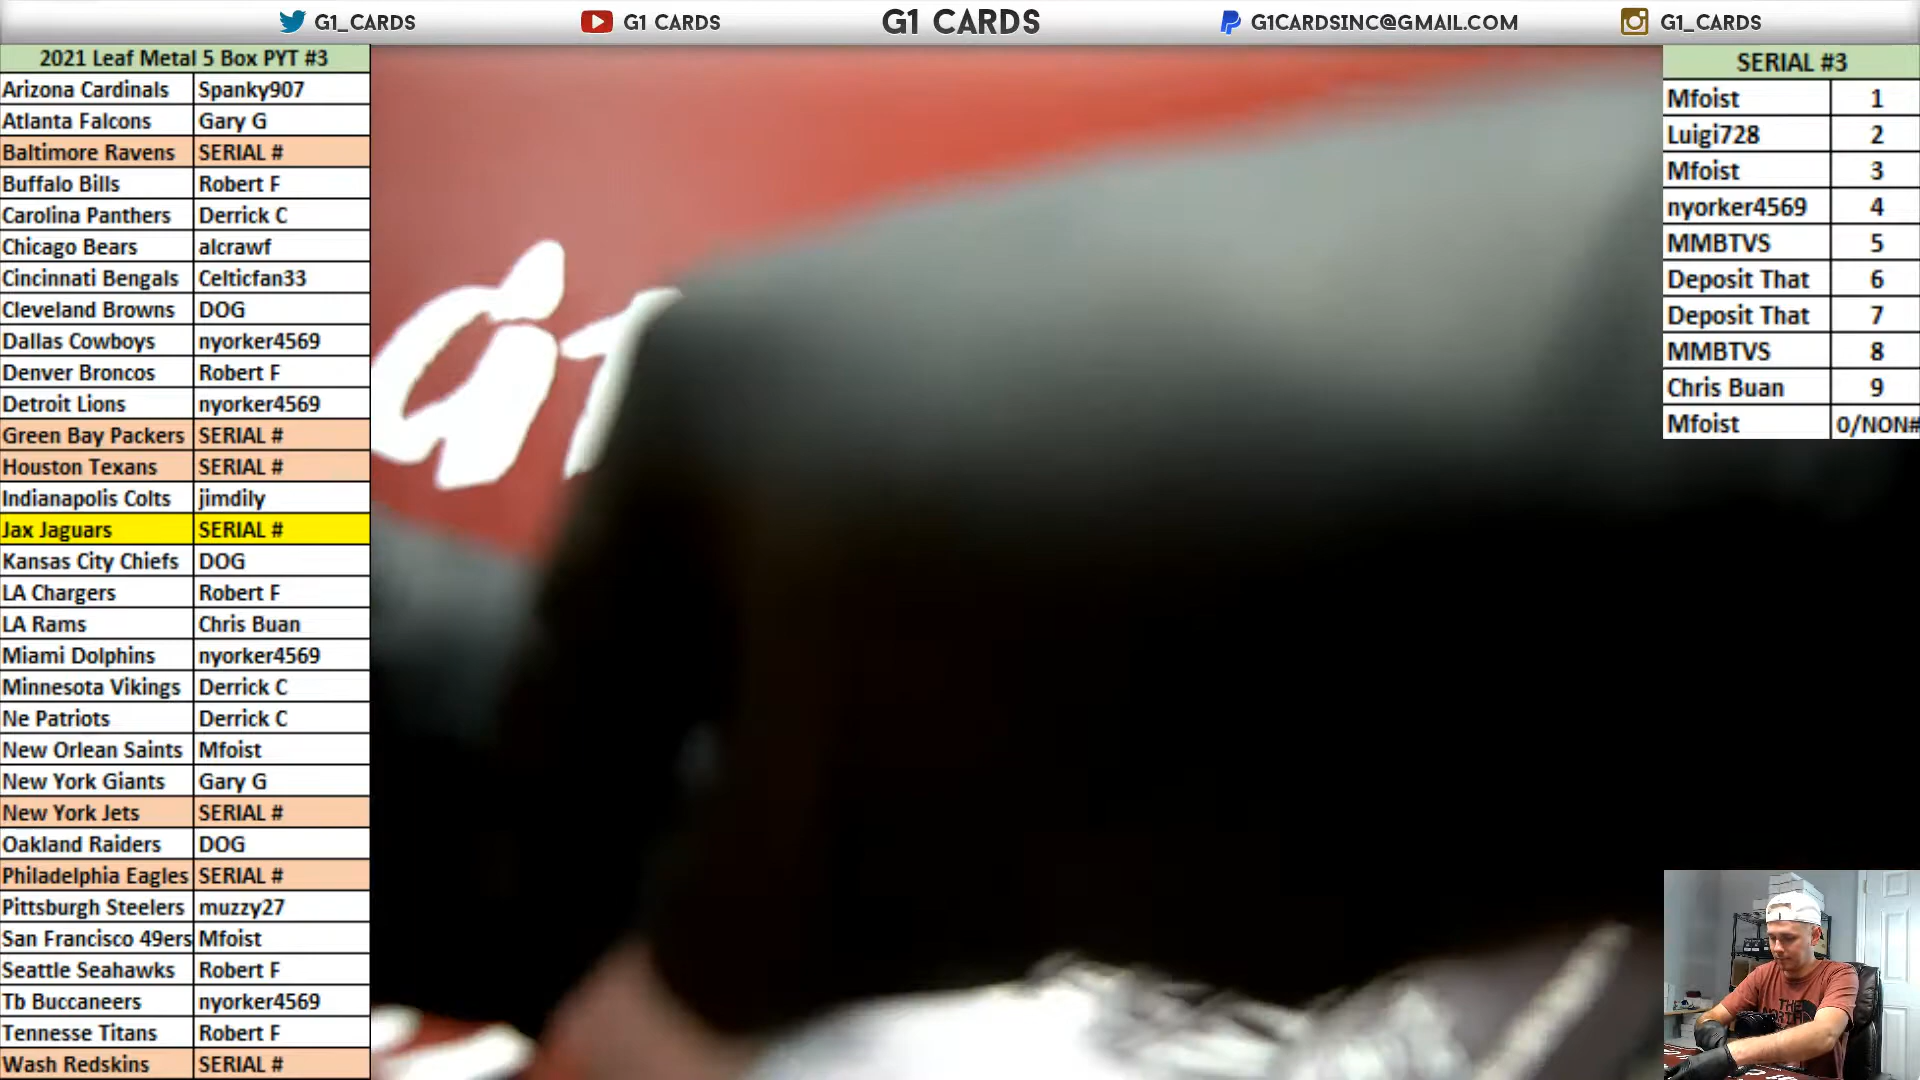 G1_CARDS G1 CARDS G1 CARDS G1CARDSINC@GMAIL.COM G1_CARDS
2021 Leaf Metal 5 Box PYT #3
Arizona Cardinals Spanky907
Atlanta Falcons Gary G
Baltimore Ravens SERIAL #
Buffalo Bills Robert F
Carolina Panthers Derrick C
Chicago Bears alcrawf
Cincinnati Bengals Celticfan33
Cleveland Browns DOG
Dallas Cowboys nyorker4569
Denver Broncos Robert F
Detroit Lions nyorker4569
Green Bay Packers SERIAL #
Houston Texans SERIAL #
Indianapolis Colts jimdily
Jax Jaguars SERIAL #
Kansas City Chiefs DOG
LA Chargers Robert F
LA Rams Chris Buan
Miami Dolphins nyorker4569
Minnesota Vikings Derrick C
Ne Patriots Derrick C
New Orlean Saints Mfoist
New York Giants Gary G
New York Jets SERIAL #
Oakland Raiders DOG
Philadelphia Eagles SERIAL #
Pittsburgh Steelers muzzy27
San Francisco 49ers Mfoist
Seattle Seahawks Robert F
Tb Buccaneers nyorker4569
Tennesse Titans Robert F
Wash Redskins SERIAL #
G1
SERIAL #3
Mfoist 1
Luigi728 2
Mfoist 3
nyorker4569 4
MMBTVS 5
Deposit That 6
Deposit That 7
MMBTVS 8
Chris Buan 9
Mfoist 0/NON#
THE